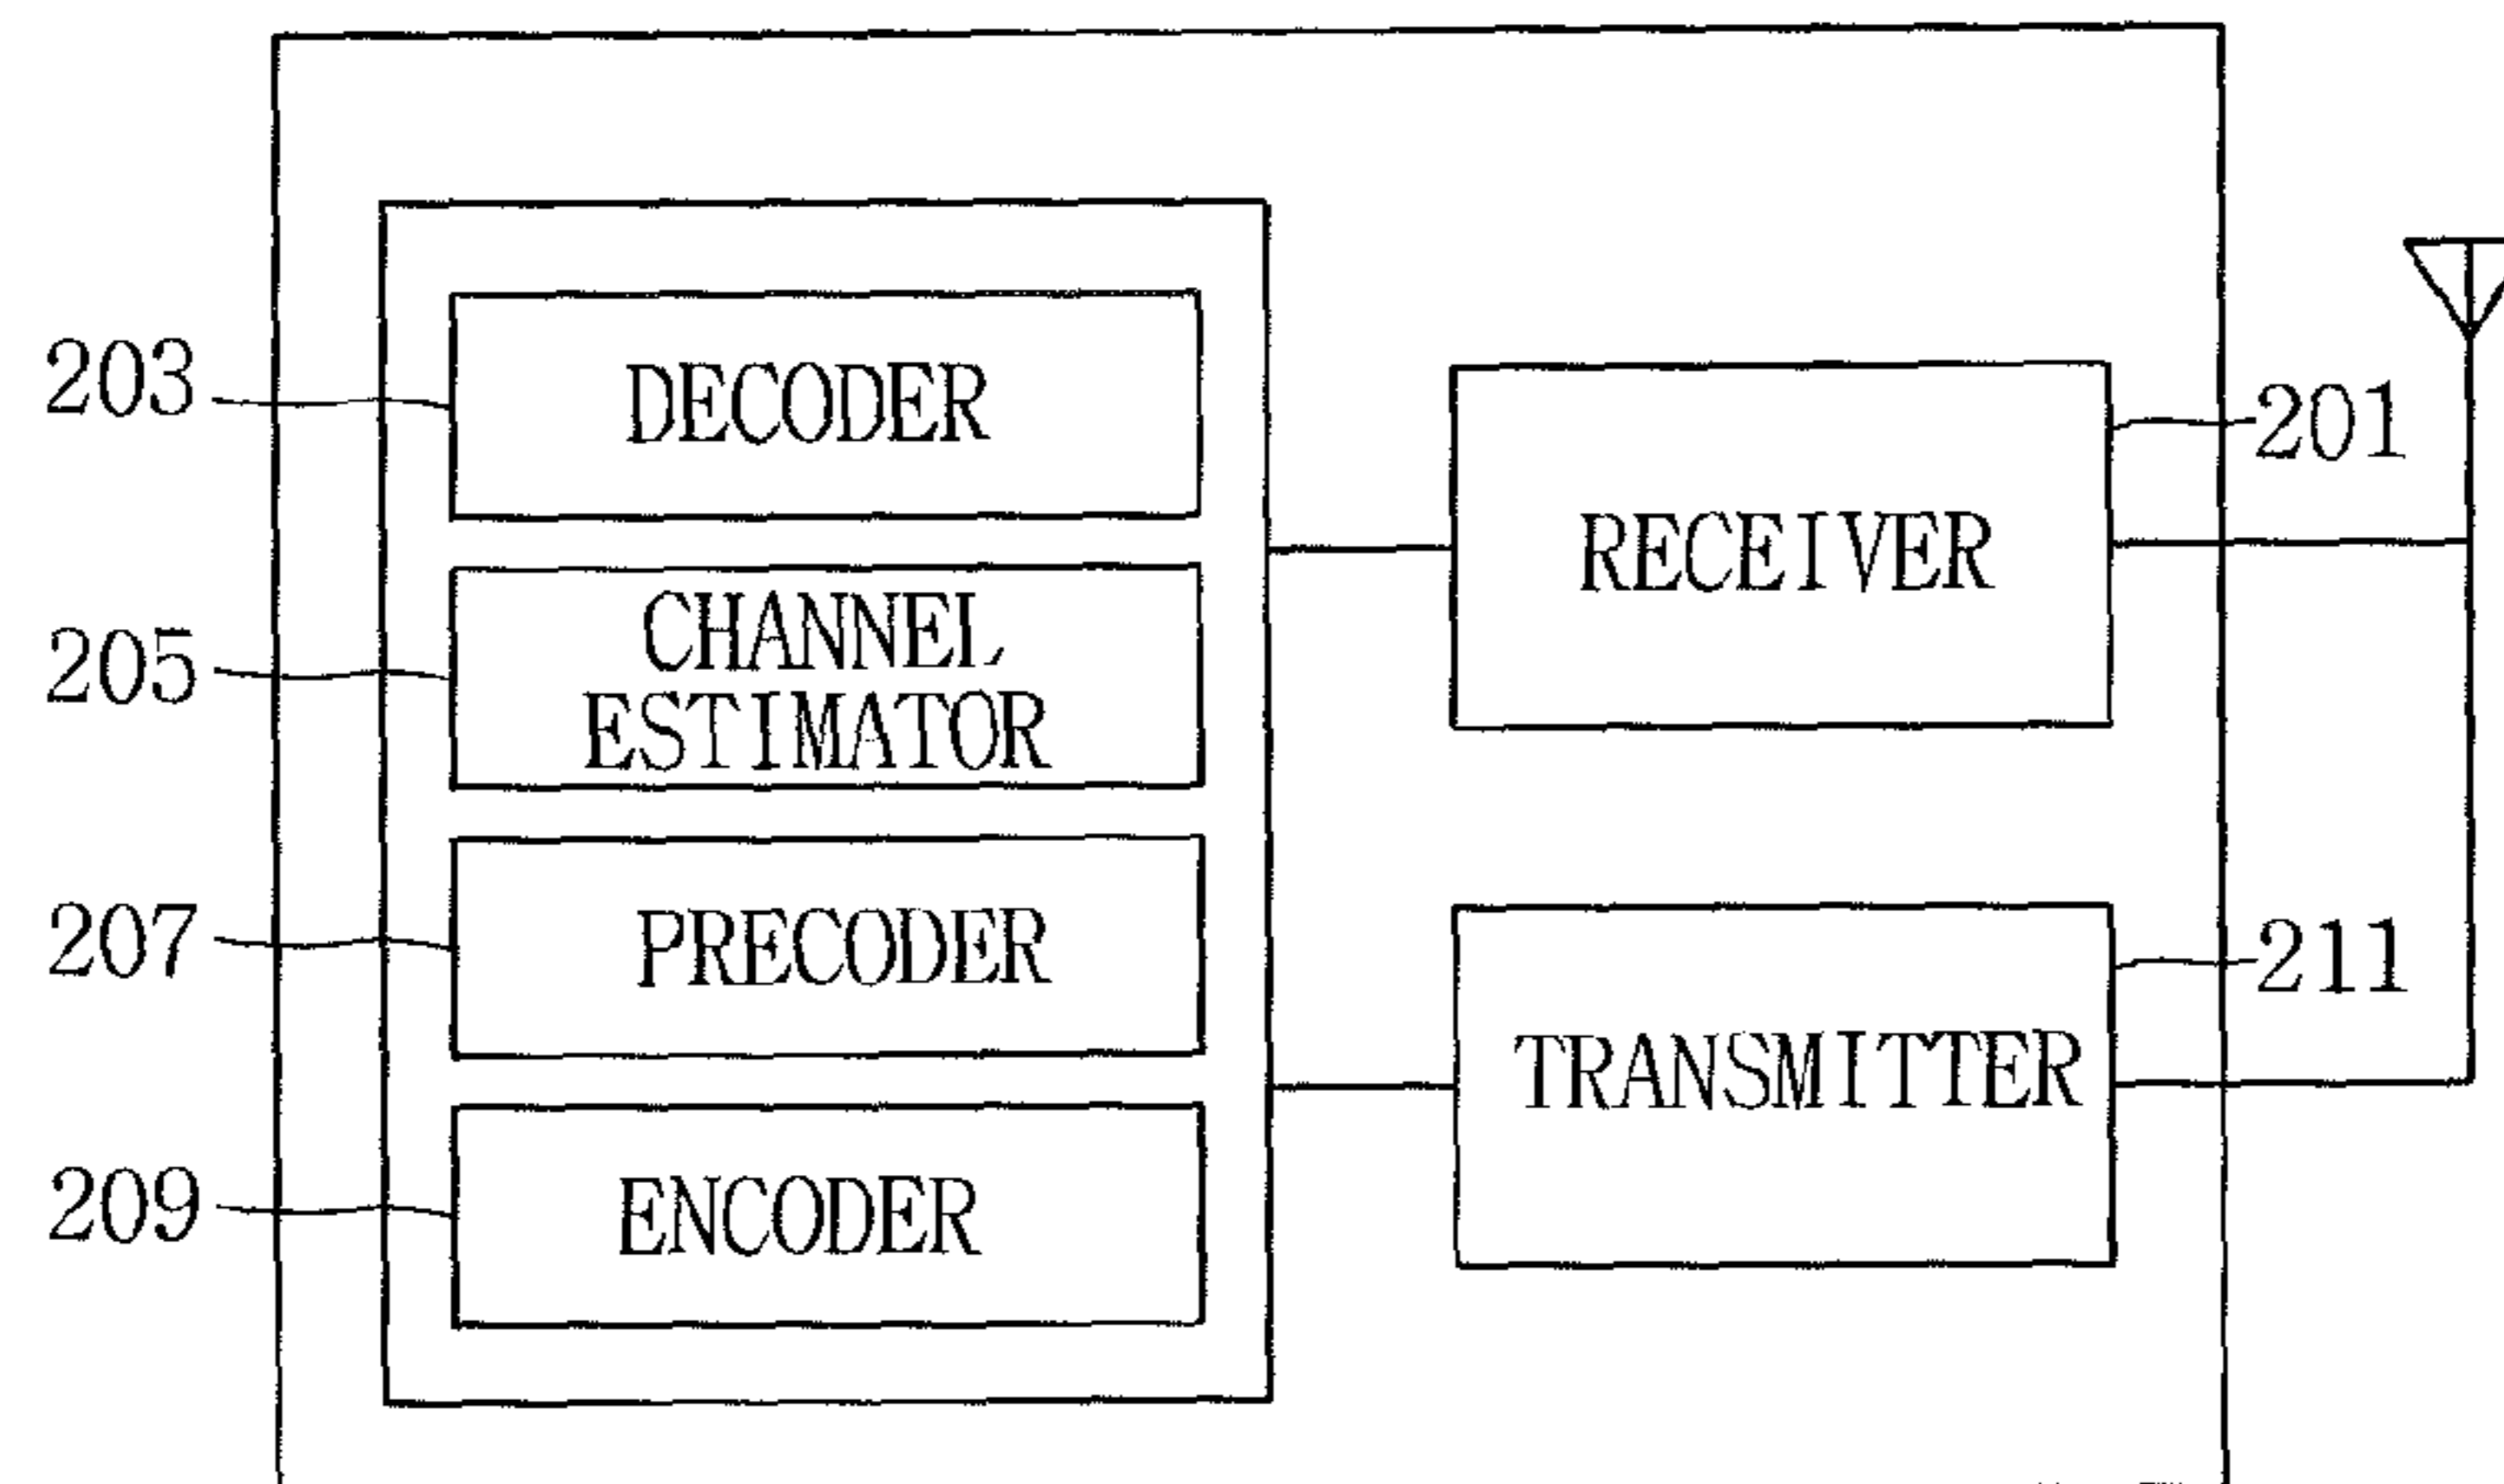 203
DECODER
201
RECEIVER
205
CHANNEL
ESTIMATOR
207
PRECODER
211
TRANSMITTER
209
ENCODER